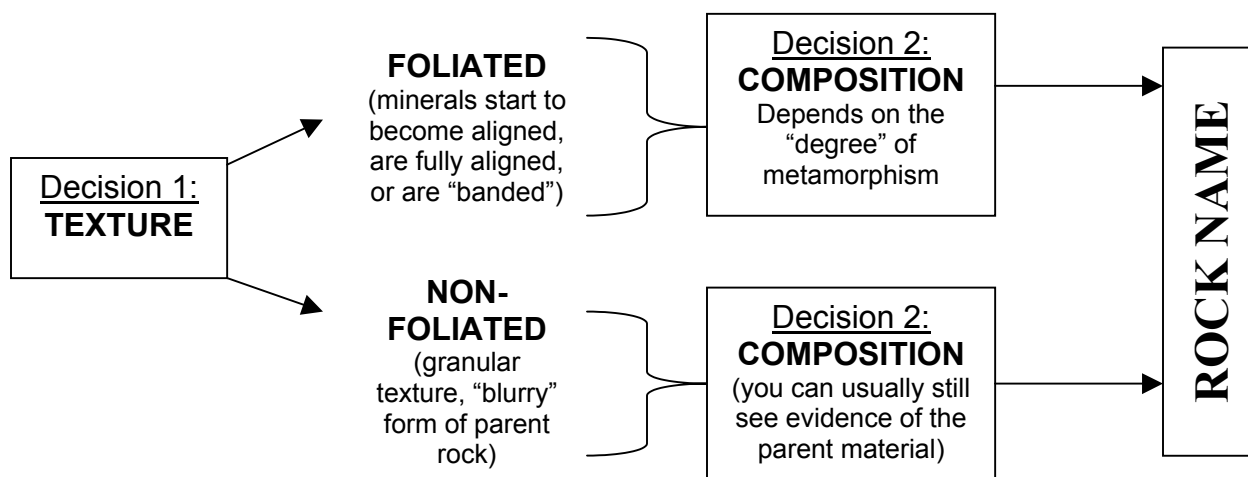 Decision 1:
TEXTURE
FOLIATED
(minerals start to
become aligned,
are fully aligned,
or are “banded”)
Decision 2:
COMPOSITION
Depends on the
“degree” of
metamorphism
NON-
FOLIATED
(granular
texture, “blurry”
form of parent
rock)
Decision 2:
COMPOSITION
(you can usually still
see evidence of the
parent material)
ROCK NAME